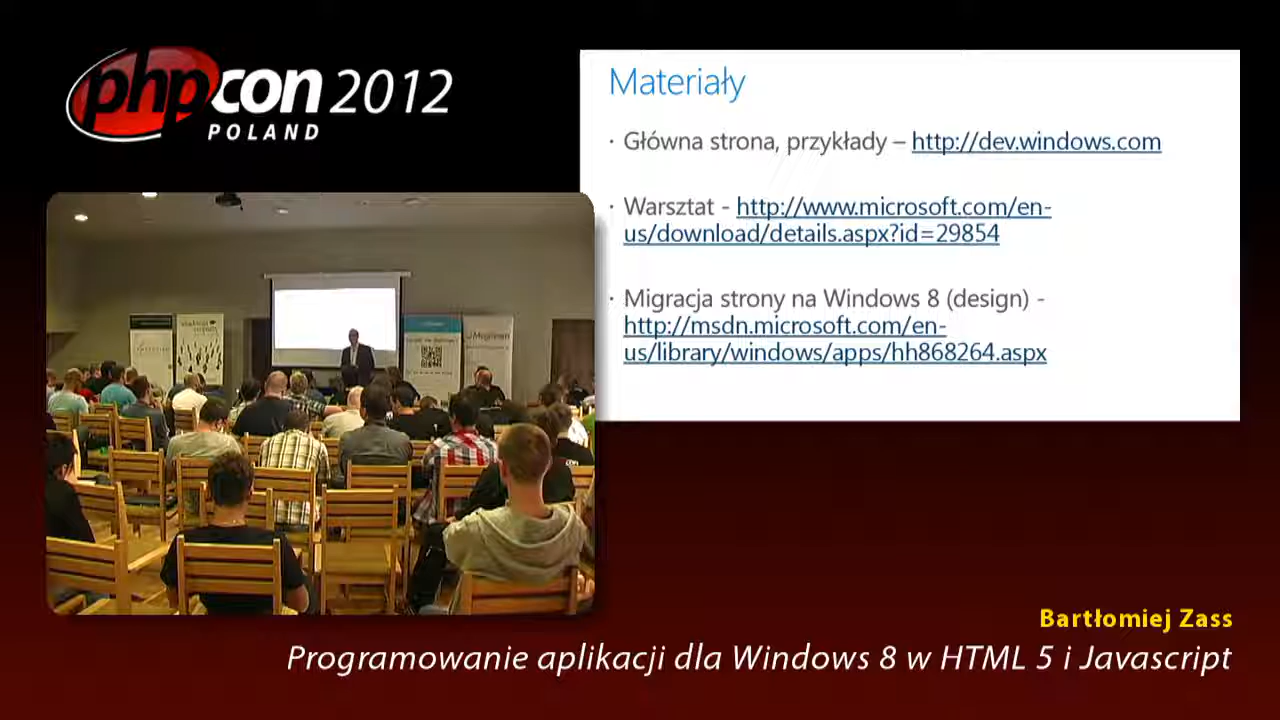 phpcon 2012
POLAND
Materiały
· Główna strona, przykłady – http://dev.windows.com
· Warsztat - http://www.microsoft.com/en-
us/download/details.aspx?id=29854
· Migracja strony na Windows 8 (design) -
http://msdn.microsoft.com/en-
us/library/windows/apps/hh868264.aspx
Bartłomiej Zass
Programowanie aplikacji dla Windows 8 w HTML 5 i Javascript